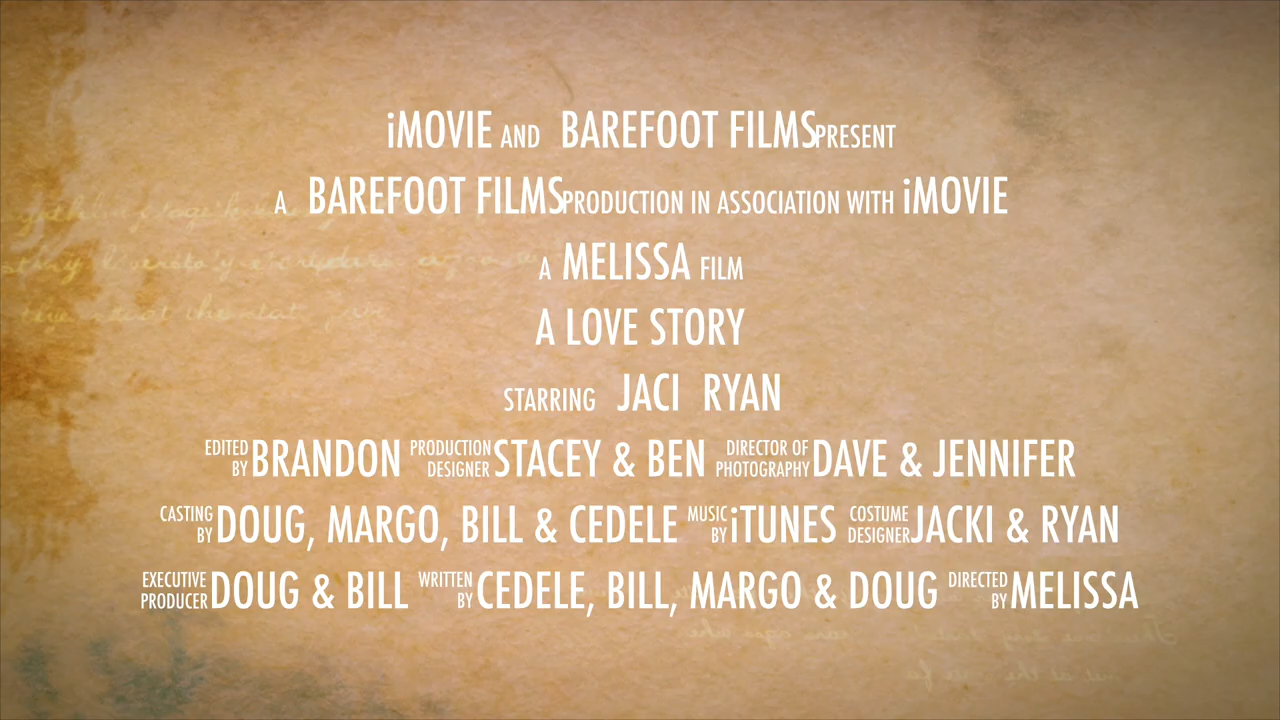 iMOVIE AND BAREFOOT FILMS PRESENT
A BAREFOOT FILMS PRODUCTION IN ASSOCIATION WITH iMOVIE
A MELISSA FILM
A LOVE STORY
STARRING JACI RYAN
EDITED BY BRANDON PRODUCTION DESIGNER STACEY & BEN DIRECTOR OF PHOTOGRAPHY DAVE & JENNIFER
CASTING BY DOUG, MARGO, BILL & CEDELE MUSIC BY iTUNES COSTUME DESIGNER JACKI & RYAN
EXECUTIVE PRODUCER DOUG & BILL WRITTEN BY CEDELE, BILL, MARGO & DOUG DIRECTED BY MELISSA